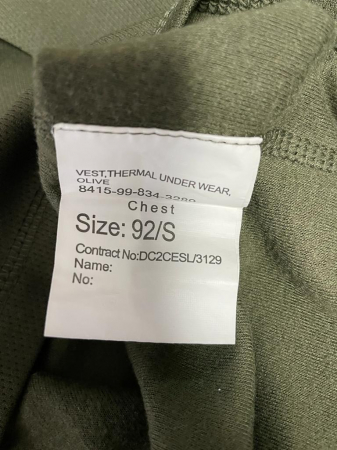 VEST,THERMAL UNDER WEAR,
OLIVE
8415-99-834-
Chest
Size: 92/S
Contract No:DC2CESL/3129
Name:
No: